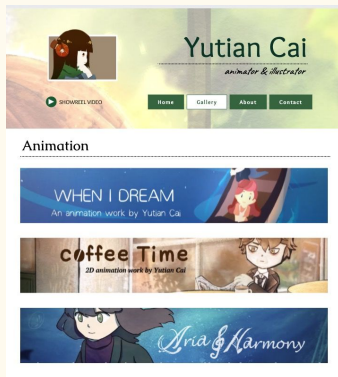 Yutian Cai
animator & illustrator
SHOWREEL VIDEO
Home Gallery About Contact
Animation
WHEN I DREAM
An animation work by Yutian Cai
coffee Time
2D animation work by Yutian Cai
Aria & Harmony